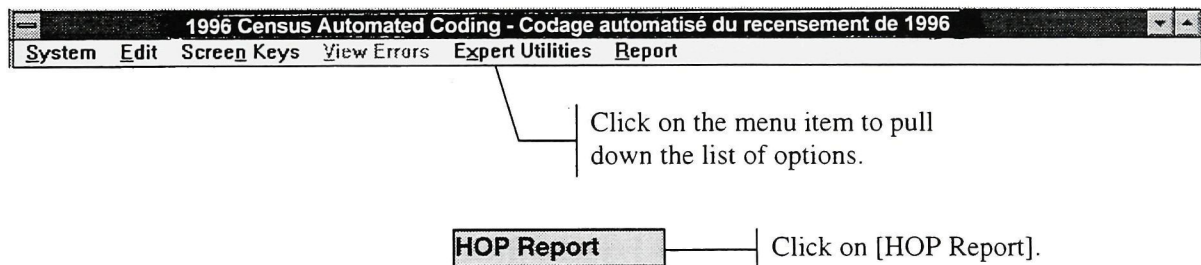 1996 Census Automated Coding - Codage automatisé du recensement de 1996
System Edit Screen Keys View Errors Expert Utilities Report
Click on the menu item to pull
down the list of options.
HOP Report
Click on [HOP Report].